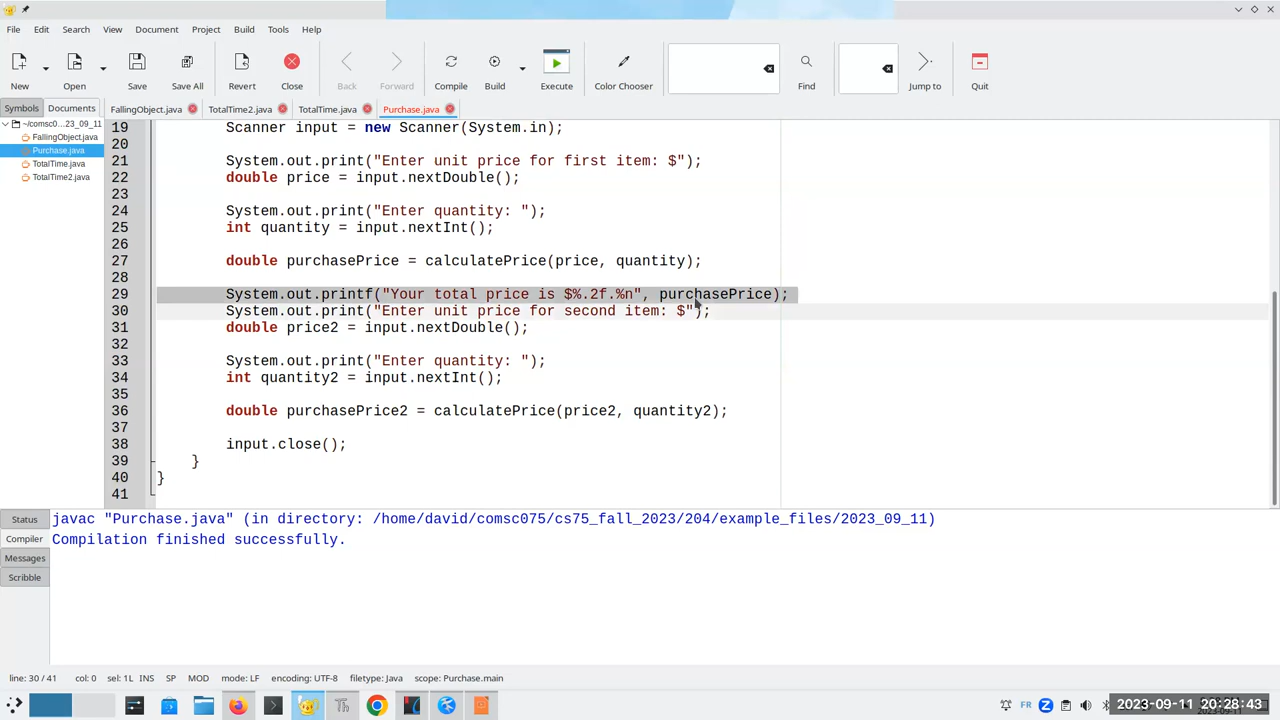 File Edit Search View Document Project Build Tools Help
New Open Save Save All Revert Close Back Forward Compile Build Execute Color Chooser Find Jump to Quit
Symbols Documents FallingObject.java TotalTime2.java TotalTime.java Purchase.java
~/comsc0...23_09_11
FallingObject.java
Purchase.java
TotalTime.java
TotalTime2.java
19 Scanner input = new Scanner(System.in);
20
21 System.out.print("Enter unit price for first item: $");
22 double price = input.nextDouble();
23
24 System.out.print("Enter quantity: ");
25 int quantity = input.nextInt();
26
27 double purchasePrice = calculatePrice(price, quantity);
28
29 System.out.printf("Your total price is $%.2f.%n", purchasePrice);
30 System.out.print("Enter unit price for second item: $");
31 double price2 = input.nextDouble();
32
33 System.out.print("Enter quantity: ");
34 int quantity2 = input.nextInt();
35
36 double purchasePrice2 = calculatePrice(price2, quantity2);
37
38 input.close();
39 }
40 }
41
Status
Compiler
Messages
Scribble
javac "Purchase.java" (in directory: /home/david/comsc075/cs75_fall_2023/204/example_files/2023_09_11)
Compilation finished successfully.
line: 30 / 41 col: 0 sel: 1L INS SP MOD mode: LF encoding: UTF-8 filetype: Java scope: Purchase.main
FR 2023-09-11 20:28:43